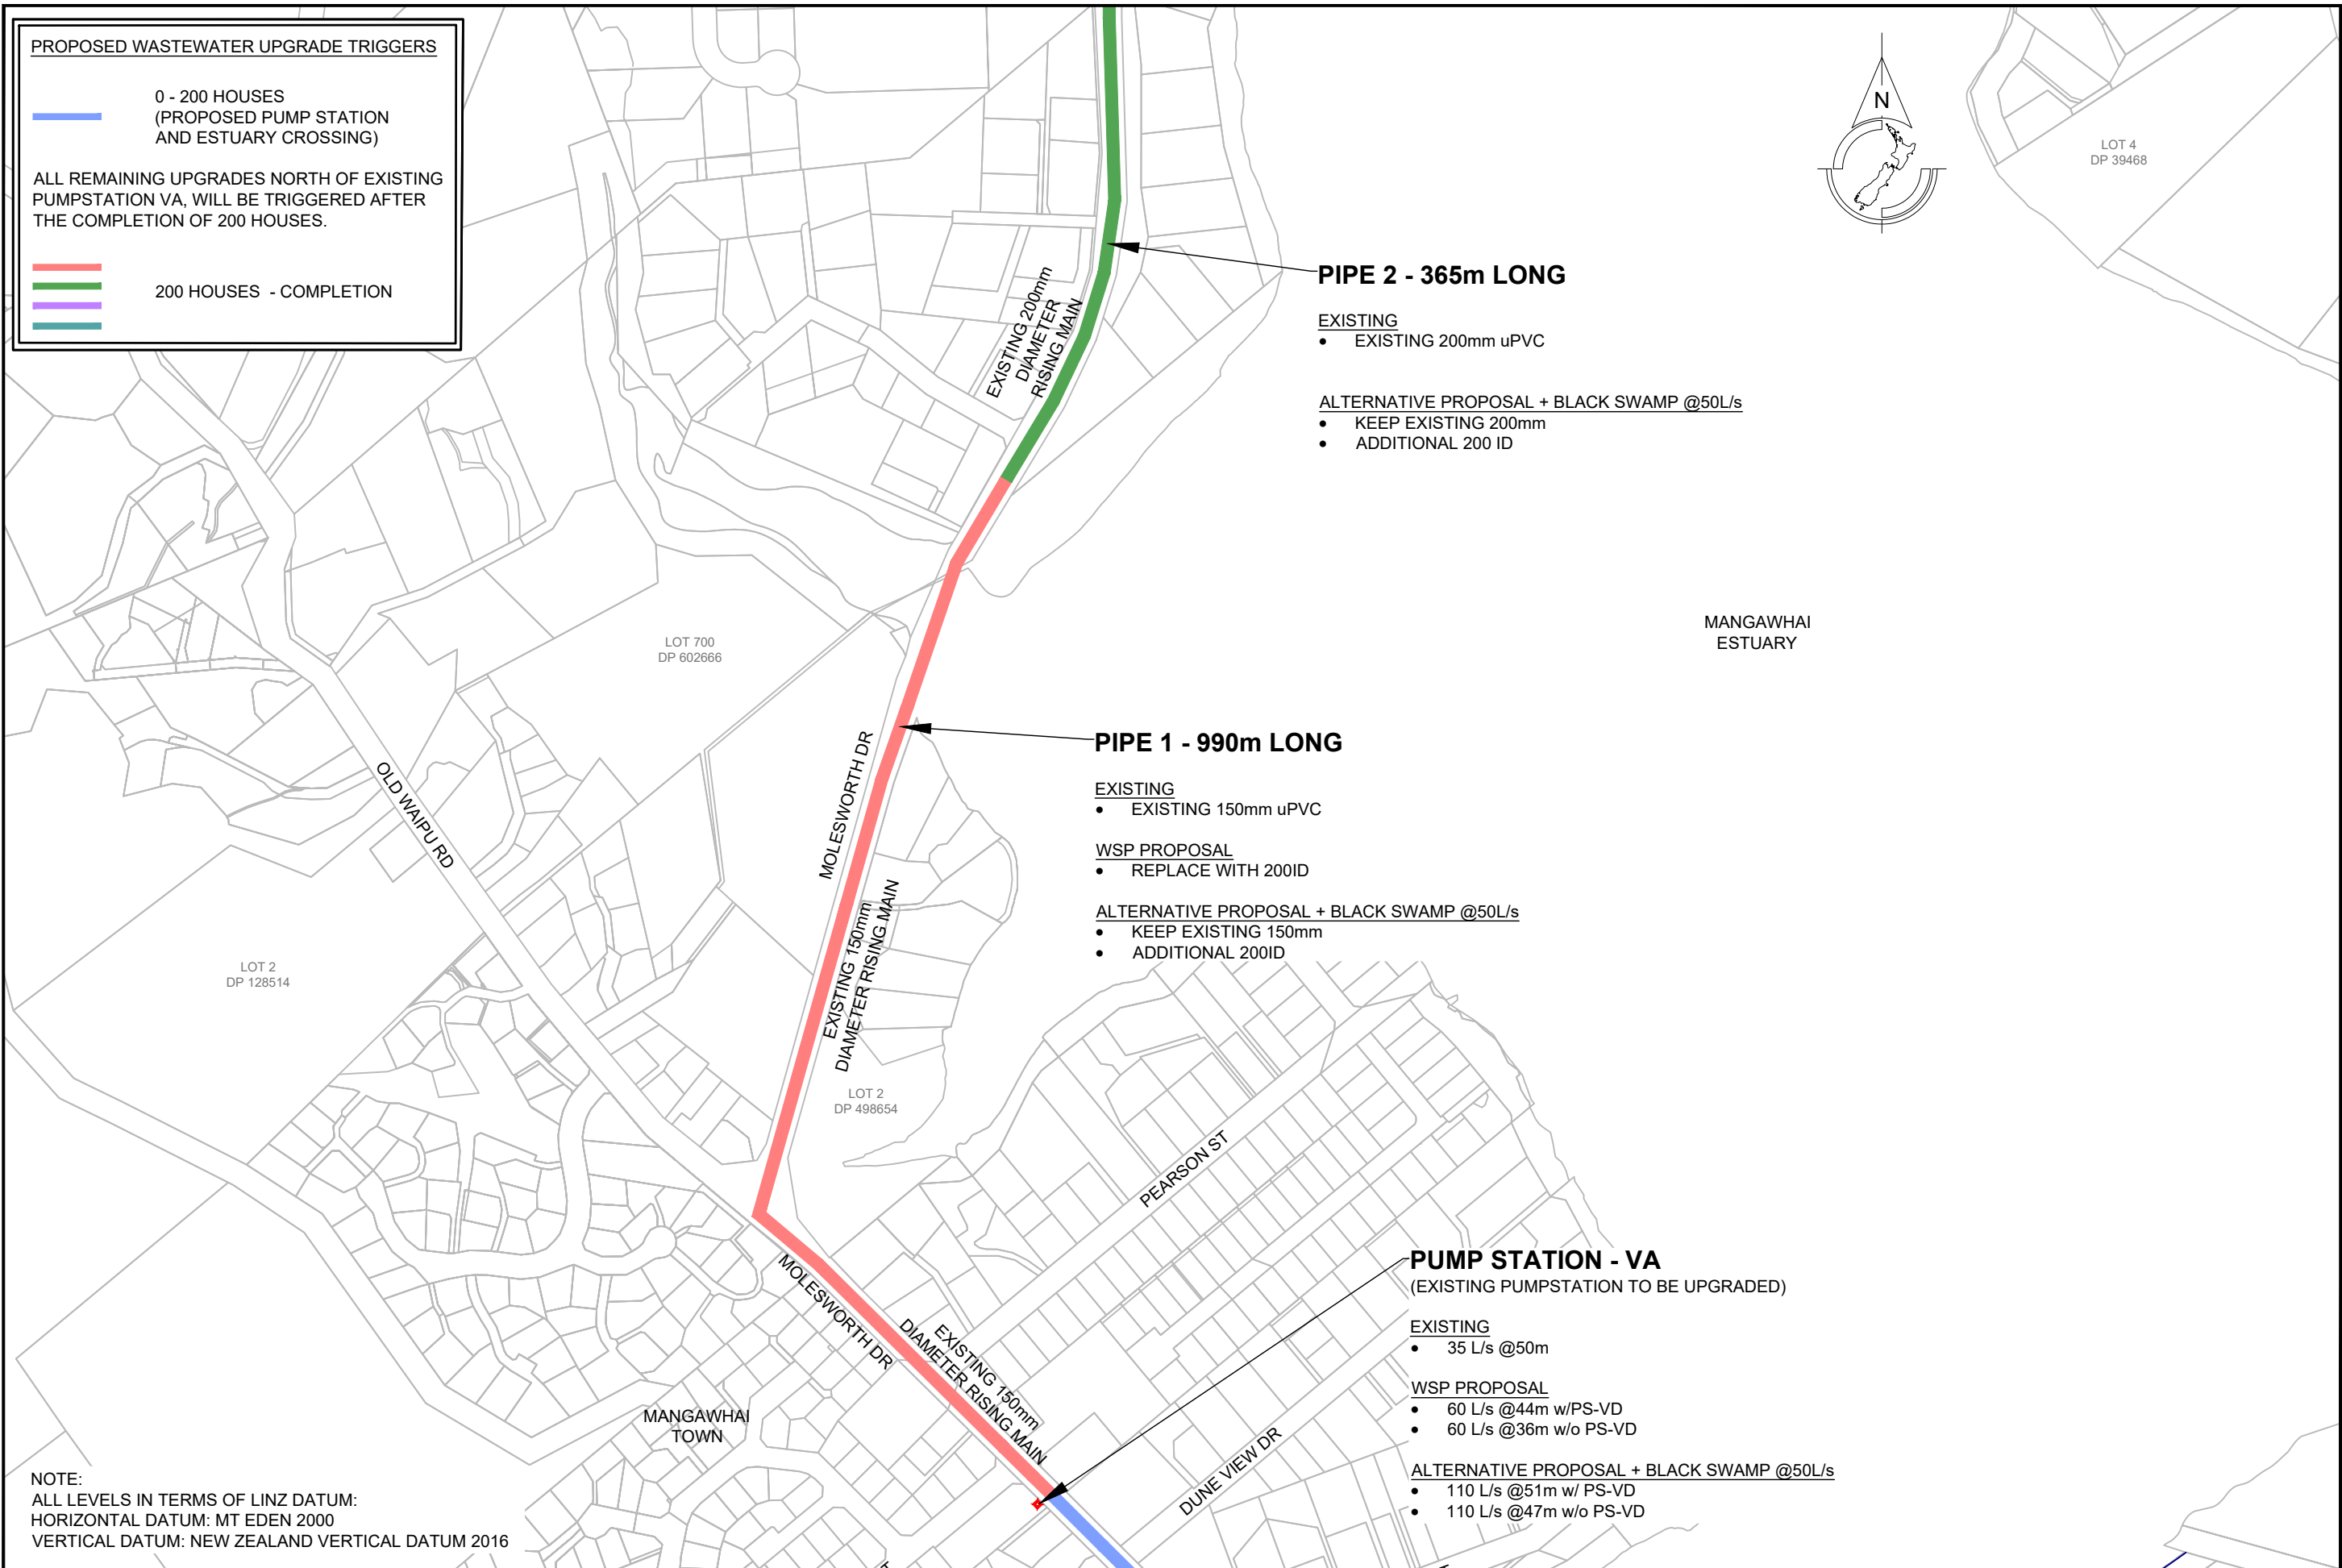 PROPOSED WASTEWATER UPGRADE TRIGGERS
0 - 200 HOUSES
(PROPOSED PUMP STATION
AND ESTUARY CROSSING)
ALL REMAINING UPGRADES NORTH OF EXISTING
PUMPSTATION VA, WILL BE TRIGGERED AFTER
THE COMPLETION OF 200 HOUSES.
200 HOUSES - COMPLETION
N
LOT 4
DP 39468
EXISTING 200mm
DIAMETER
RISING MAIN
PIPE 2 - 365m LONG
EXISTING
• EXISTING 200mm uPVC
ALTERNATIVE PROPOSAL + BLACK SWAMP @50L/s
• KEEP EXISTING 200mm
• ADDITIONAL 200 ID
MANGAWHAI
ESTUARY
LOT 700
DP 602666
OLD WAIPU RD
MOLESWORTH DR
PIPE 1 - 990m LONG
EXISTING
• EXISTING 150mm uPVC
WSP PROPOSAL
• REPLACE WITH 200ID
ALTERNATIVE PROPOSAL + BLACK SWAMP @50L/s
• KEEP EXISTING 150mm
• ADDITIONAL 200ID
EXISTING 150mm
DIAMETER RISING MAIN
LOT 2
DP 128514
LOT 2
DP 498654
PEARSON ST
MOLESWORTH DR
EXISTING 150mm
DIAMETER RISING MAIN
PUMP STATION - VA
(EXISTING PUMPSTATION TO BE UPGRADED)
EXISTING
• 35 L/s @50m
WSP PROPOSAL
• 60 L/s @44m w/PS-VD
• 60 L/s @36m w/o PS-VD
ALTERNATIVE PROPOSAL + BLACK SWAMP @50L/s
• 110 L/s @51m w/ PS-VD
• 110 L/s @47m w/o PS-VD
DUNE VIEW DR
MANGAWHAI
TOWN
NOTE:
ALL LEVELS IN TERMS OF LINZ DATUM:
HORIZONTAL DATUM: MT EDEN 2000
VERTICAL DATUM: NEW ZEALAND VERTICAL DATUM 2016